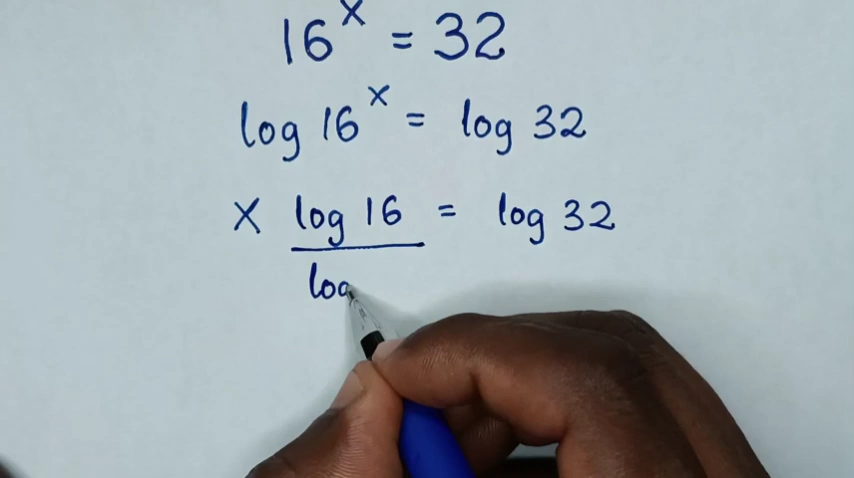 16^x = 32
log 16^x = log 32
x log 16 = log 32
log